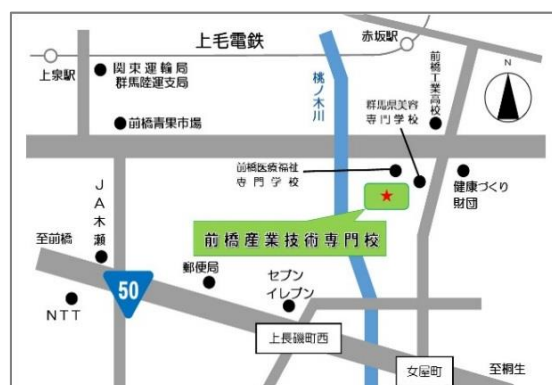 上毛電鉄
赤坂駅
上泉駅
関東運輸局
群馬陸運支局
桃ノ木川
前橋工業高校
N
群馬県美容
専門学校
前橋青果市場
前橋医療福祉
専門学校
健康づくり
財団
JA木瀬
前橋産業技術専門校
至前橋
50
郵便局
セブン
イレブン
NTT
上長磯町西
女屋町
至桐生